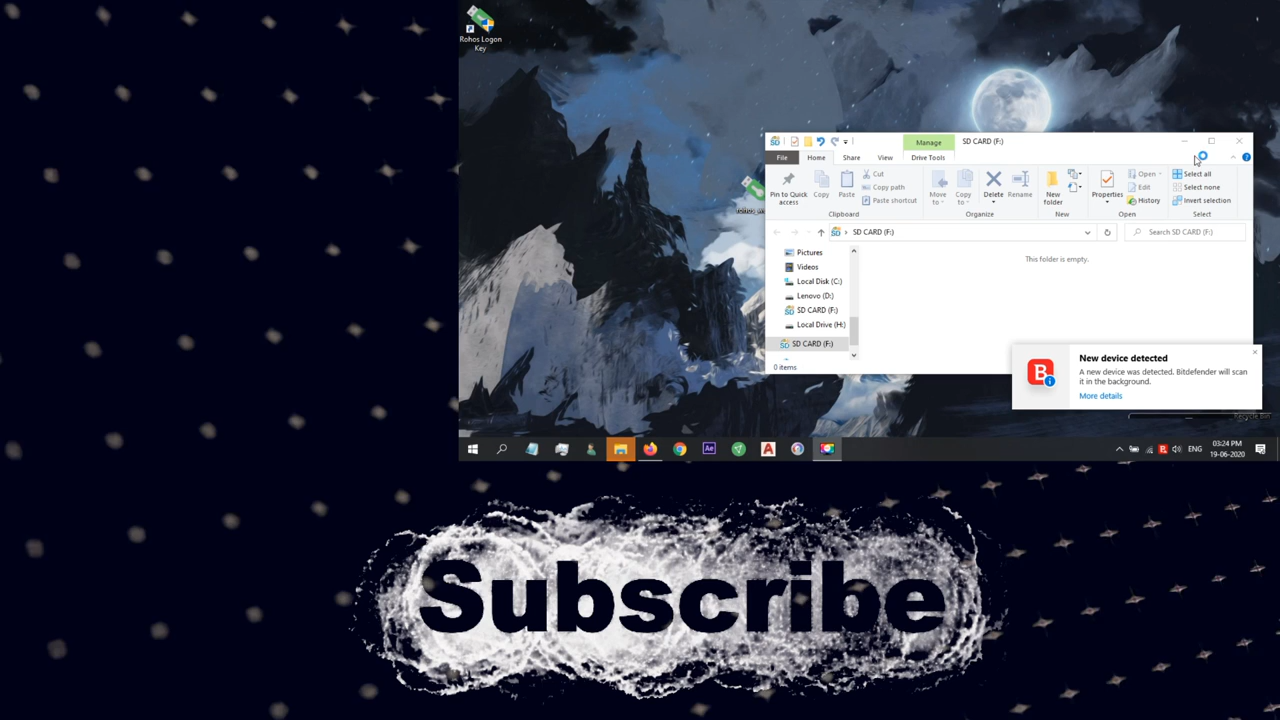 Rohos Logon
Key
Manage
SD CARD (F:)
File
Home
Share
View
Drive Tools
Pin to Quick
access
Copy
Paste
Cut
Copy path
Paste shortcut
Clipboard
Move
to
Copy
to
Delete
Rename
Organize
New
folder
New
Properties
Open
Edit
History
Open
Select all
Select none
Invert selection
Select
SD CARD (F:)
Search SD CARD (F:)
Pictures
Videos
Local Disk (C:)
Lenovo (D:)
SD CARD (F:)
Local Drive (H:)
SD CARD (F:)
This folder is empty.
0 items
B
New device detected
A new device was detected. Bitdefender will scan
it in the background.
More details
Recycle Bin
Ae
A
ENG
03:24 PM
19-06-2020
Subscribe